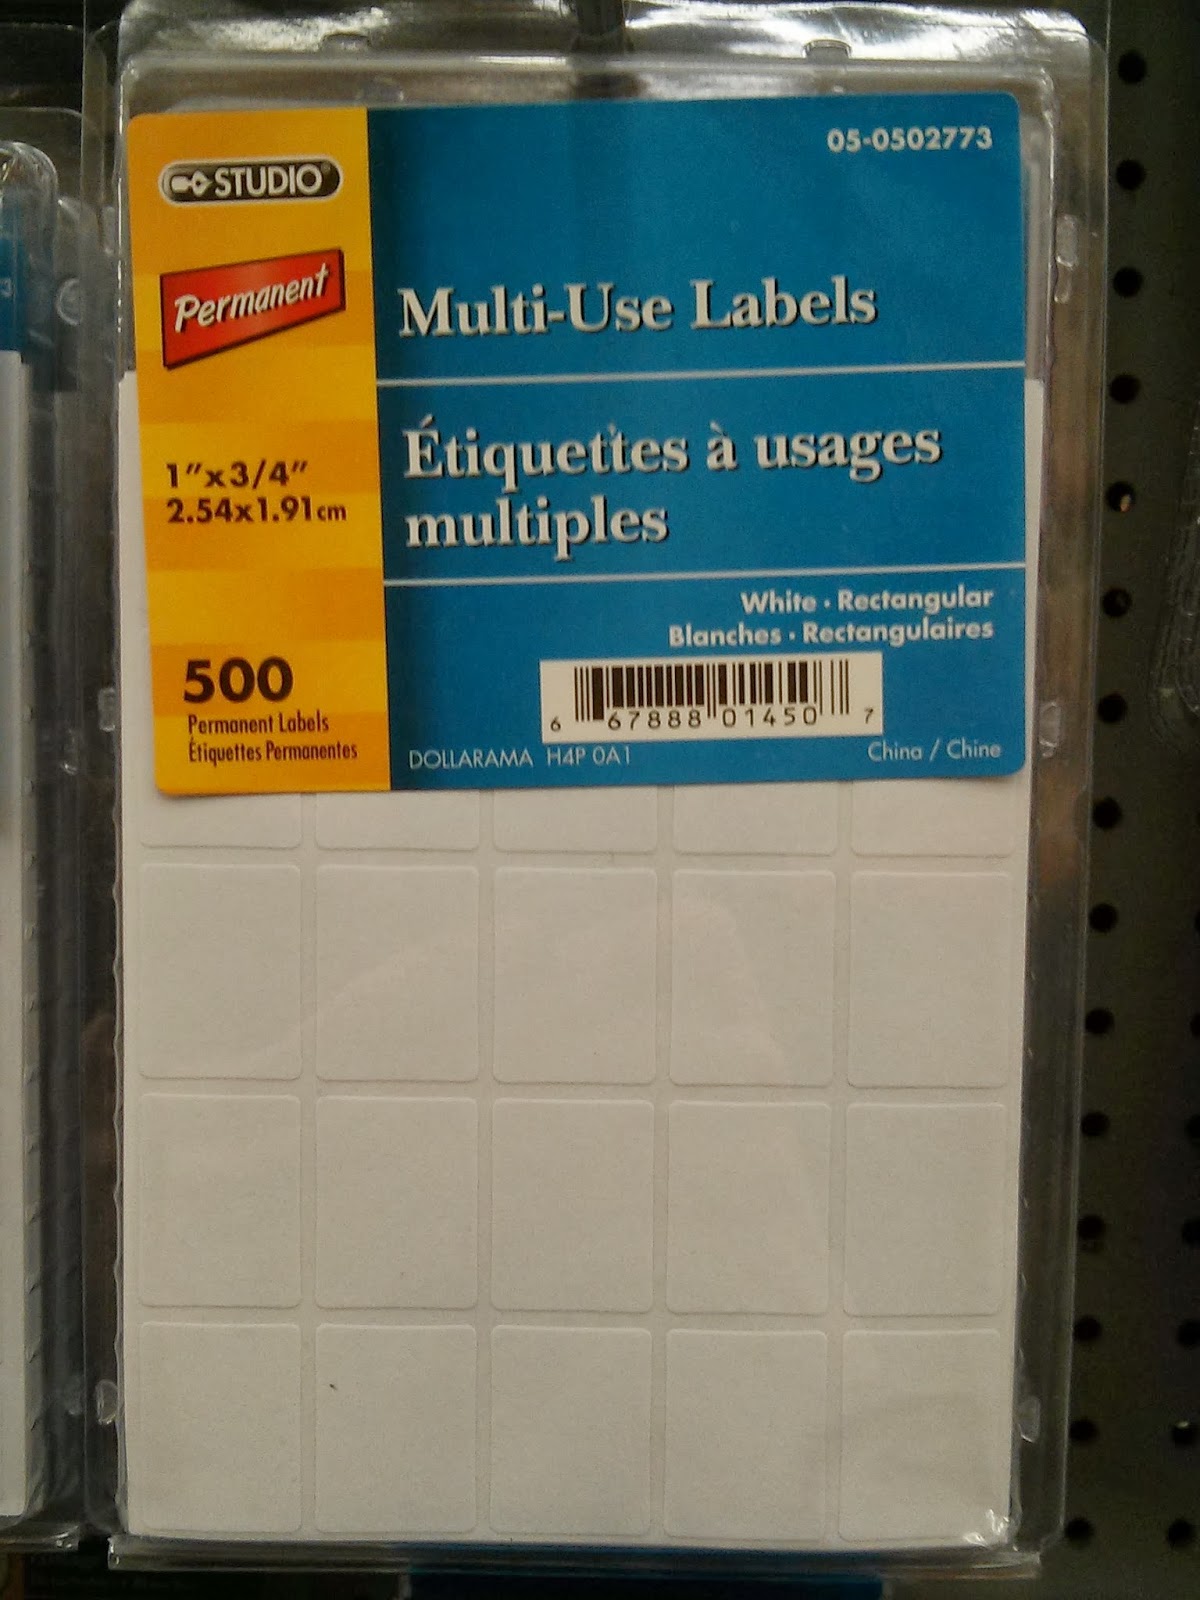 05-0502773
STUDIO®
Permanent
Multi-Use Labels
Étiquettes à usages
multiples
1"x3/4"
2.54x1.91cm
White • Rectangular
Blanches • Rectangulaires
500
Permanent Labels
Étiquettes Permanentes
6 67888 01450 7
DOLLARAMA H4P 0A1
China / Chine